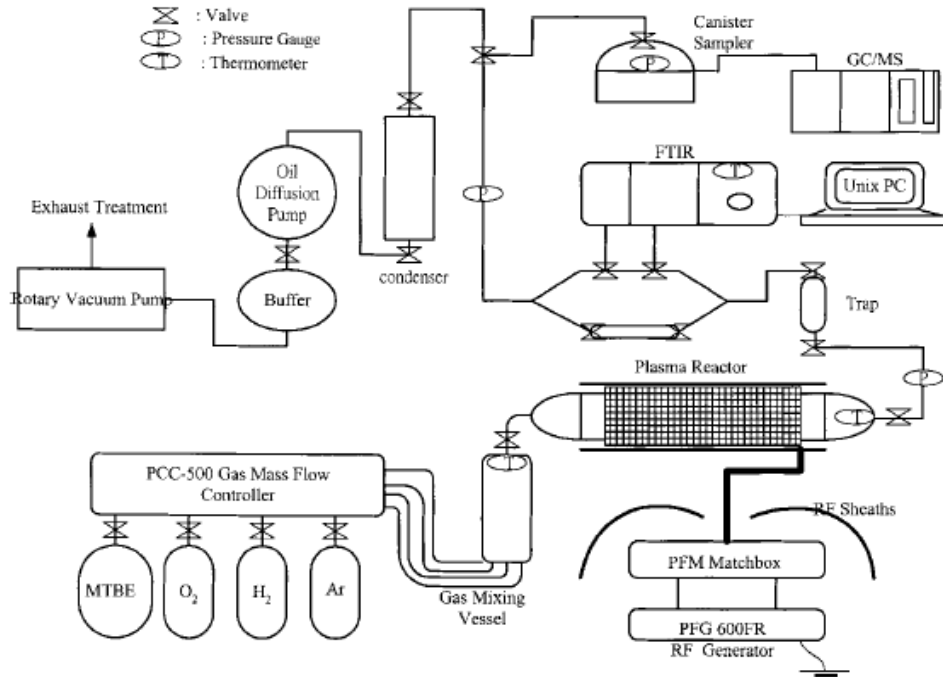 : Valve
P : Pressure Gauge
T : Thermometer
Canister
Sampler
P
GC/MS
FTIR
T
Unix PC
Oil
Diffusion
Pump
P
Exhaust Treatment
condenser
Rotary Vacuum Pump
Buffer
Trap
Plasma Reactor
P
T
PCC-500 Gas Mass Flow
Controller
T
RF Sheaths
MTBE
O₂
H₂
Ar
Gas Mixing
Vessel
PFM Matchbox
PFG 600FR
RF Generator